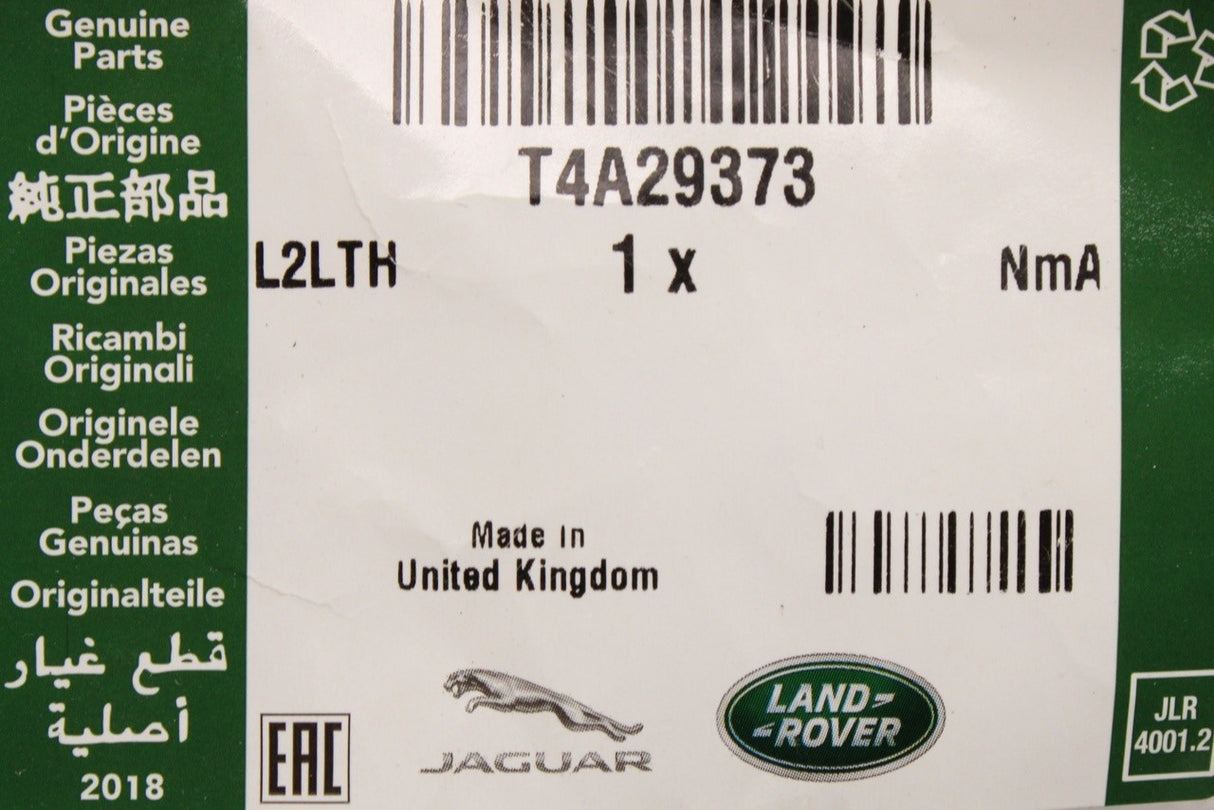 Genuine
Parts
Pièces
d'Origine
純正部品
Piezas
Originales
Ricambi
Originali
Originele
Onderdelen
Peças
Genuinas
Originalteile
قطع غيار
أصلية
2018
T4A29373
L2LTH 1 x NmA
Made in
United Kingdom
EAC
JAGUAR
LAND-
-ROVER
JLR
4001.2